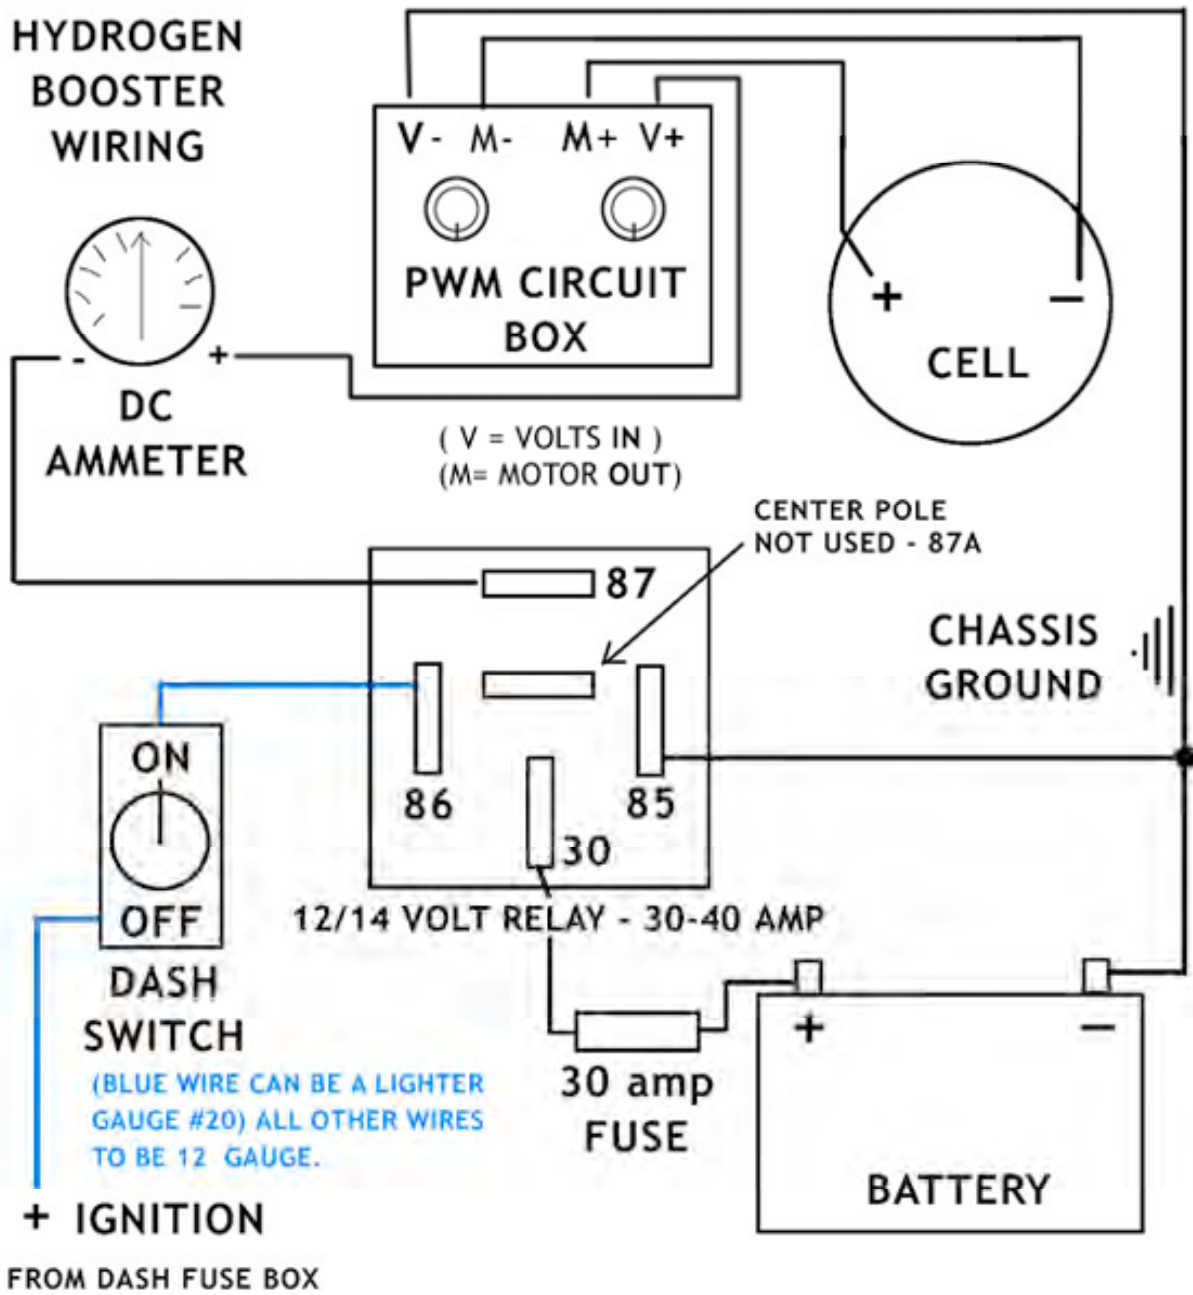 HYDROGEN
BOOSTER
WIRING
V - M- M+ V+
PWM CIRCUIT
BOX
- +
DC
AMMETER
+ −
CELL
( V = VOLTS IN )
(M= MOTOR OUT)
CENTER POLE
NOT USED - 87A
87
CHASSIS
GROUND
86
85
30
12/14 VOLT RELAY - 30-40 AMP
ON
OFF
DASH
SWITCH
(BLUE WIRE CAN BE A LIGHTER
GAUGE #20) ALL OTHER WIRES
TO BE 12 GAUGE.
+ IGNITION
FROM DASH FUSE BOX
30 amp
FUSE
+ −
BATTERY